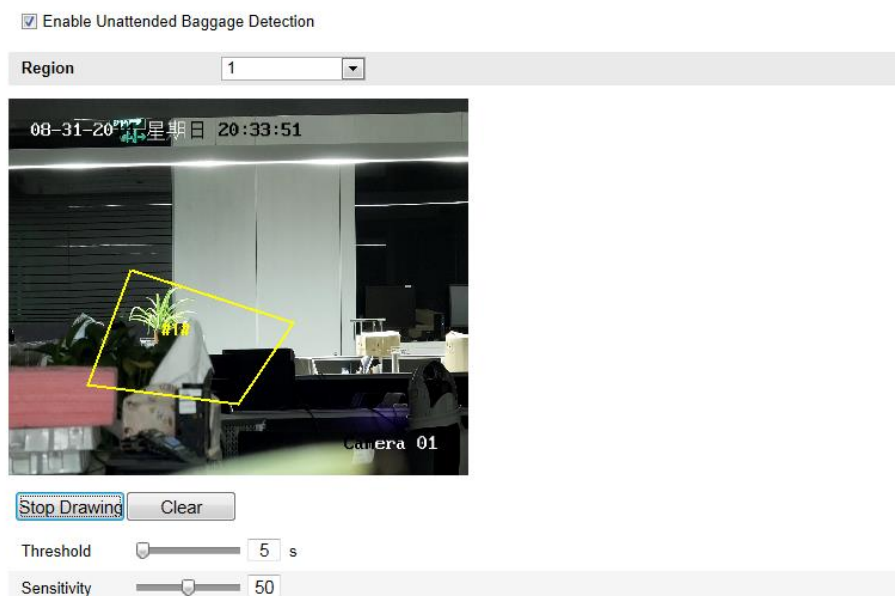 Enable Unattended Baggage Detection
Region 1
08-31-20 星期日 20:33:51
#1#
Camera 01
Stop Drawing Clear
Threshold 5 s
Sensitivity 50